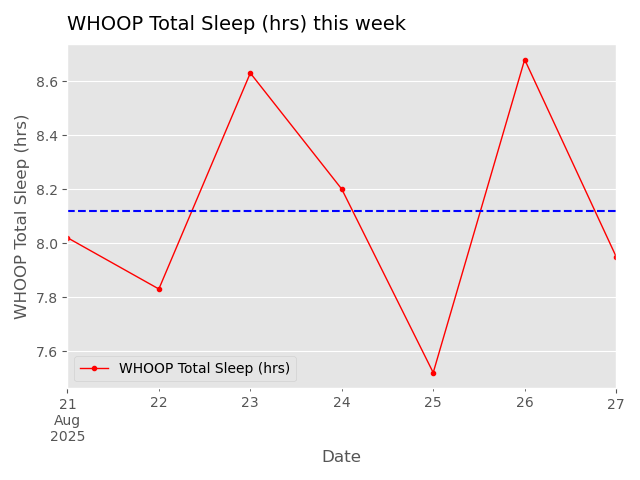 WHOOP Total Sleep (hrs) this week
WHOOP Total Sleep (hrs)
8.6
8.4
8.2
8.0
7.8
7.6
WHOOP Total Sleep (hrs)
21 22 23 24 25 26 27
Aug
2025
Date